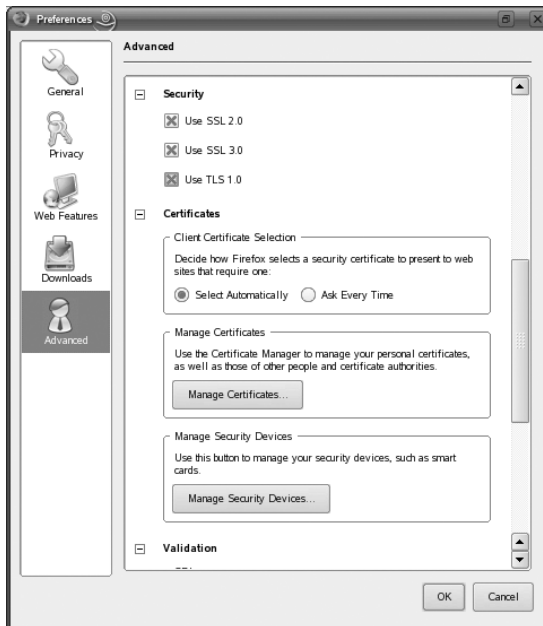 Preferences
Advanced
General
Privacy
Web Features
Downloads
Advanced
Security
Use SSL 2.0
Use SSL 3.0
Use TLS 1.0
Certificates
Client Certificate Selection
Decide how Firefox selects a security certificate to present to web
sites that require one:
Select Automatically Ask Every Time
Manage Certificates
Use the Certificate Manager to manage your personal certificates,
as well as those of other people and certificate authorities.
Manage Certificates...
Manage Security Devices
Use this button to manage your security devices, such as smart
cards.
Manage Security Devices...
Validation
OK Cancel